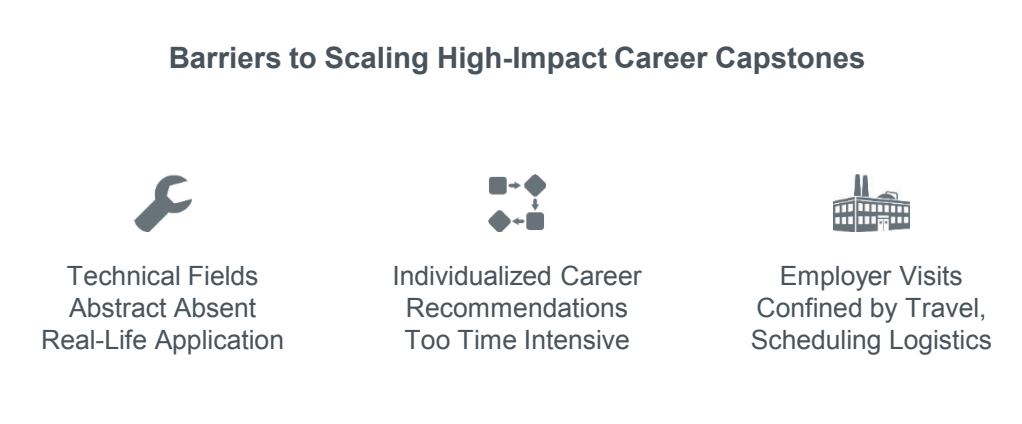 Barriers to Scaling High-Impact Career Capstones
Technical Fields
Abstract Absent
Real-Life Application
Individualized Career
Recommendations
Too Time Intensive
Employer Visits
Confined by Travel,
Scheduling Logistics